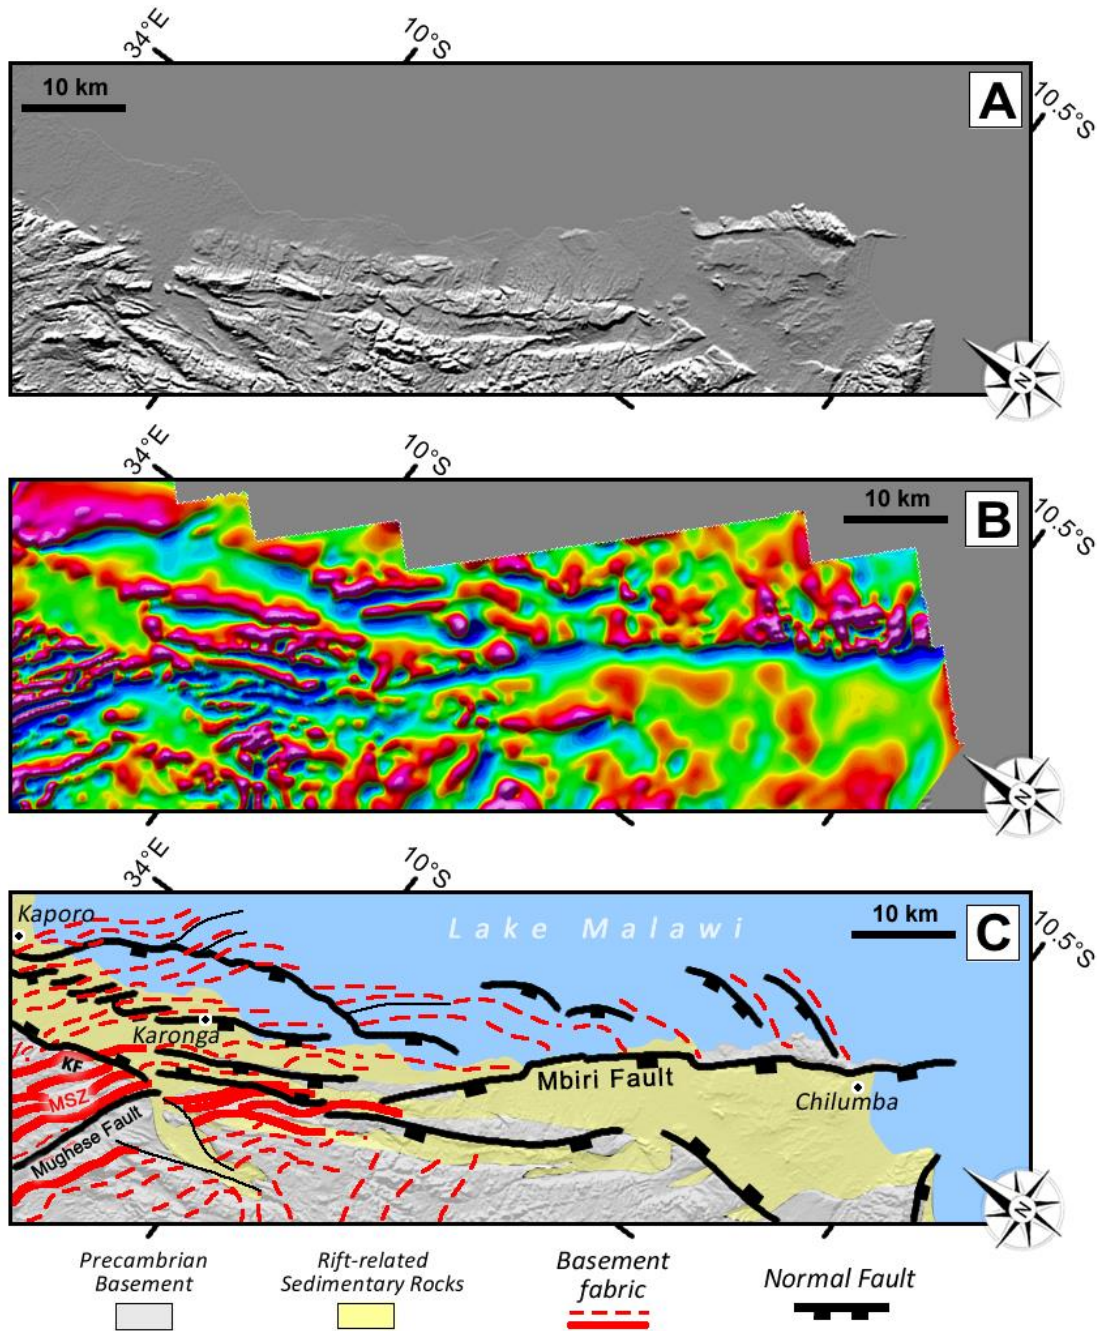 34°E
10°S
10 km
A
10.5°S
N
34°E
10°S
10 km
B
10.5°S
N
34°E
10°S
Kaporo
Lake Malawi
10 km
C
10.5°S
Karonga
KF
MSZ
Mbiri Fault
Chilumba
Mughese Fault
N
Precambrian
Basement
Rift-related
Sedimentary Rocks
Basement
fabric
Normal Fault